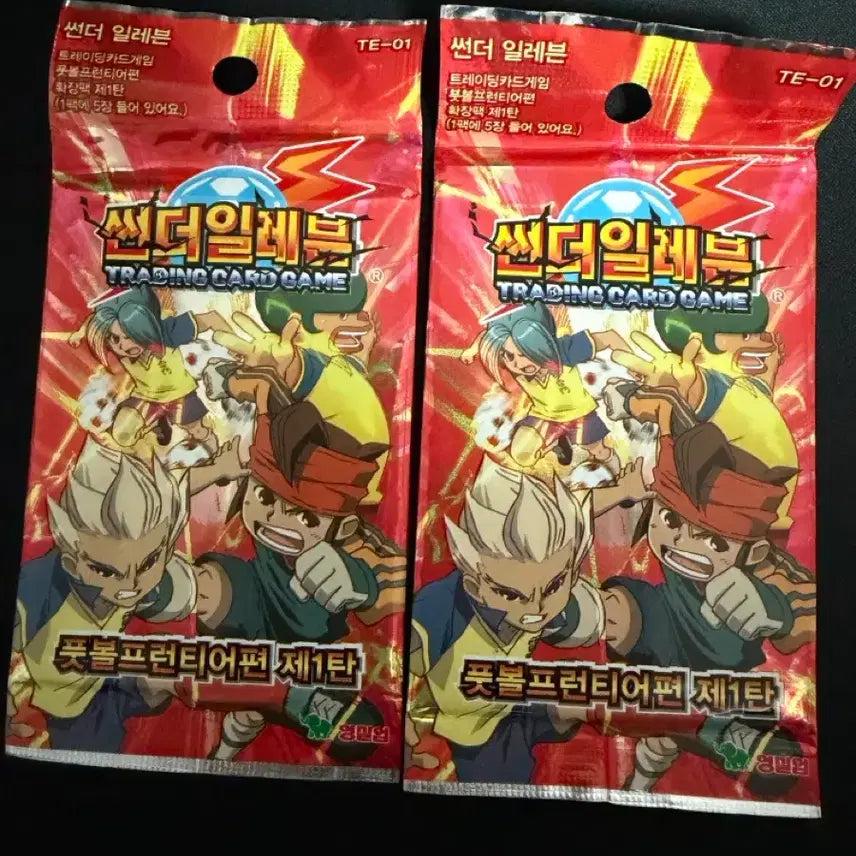 썬더 일레븐
TE-01
트레이딩카드게임
풋볼프런티어편
확장팩 제1탄
(1팩에 5장 들어 있어요.)
썬더일레븐
TRADING CARD GAME ®
풋볼프런티어편 제1탄
썬더 일레븐
TE-01
트레이딩카드게임
풋볼프런티어편
확장팩 제1탄
(1팩에 5장 들어 있어요.)
썬더일레븐
TRADING CARD GAME ®
풋볼프런티어편 제1탄